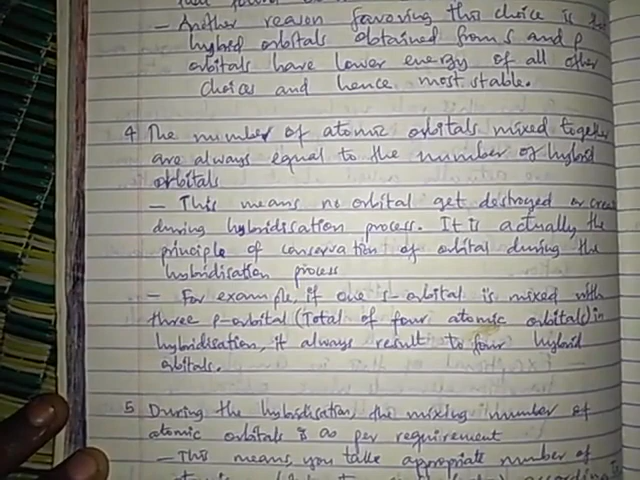 - Another reason favoring this choice is
hybrid orbitals obtained from s and p
orbitals have lower energy of all other
choices and hence most stable.
4 The number of atomic orbitals mixed together
are always equal to the number of hybrid
orbitals
- This means no orbital get destroyed or
during hybridisation process. It is actually the
principle of conservation of orbital during the
hybridisation process
- For example, if one s-orbital is mixed with
three p-orbital (Total of four atomic orbitals) in
hybridisation, it always result to four hybrid
orbitals.
5 During the hybridisation, the mixing number of
atomic orbitals is as per requirement
- This means, you take appropriate number of